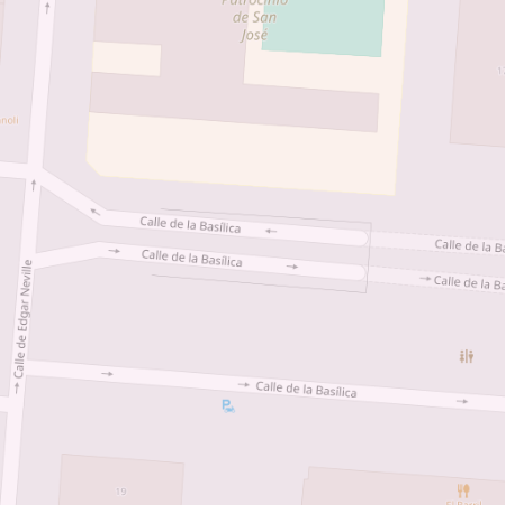 Patrocinio
de San
José
Calle de la Basílica
Calle de la Ba
Calle de la Basílica
Calle de la Ba
Calle de Edgar Neville
Calle de la Basílica
19